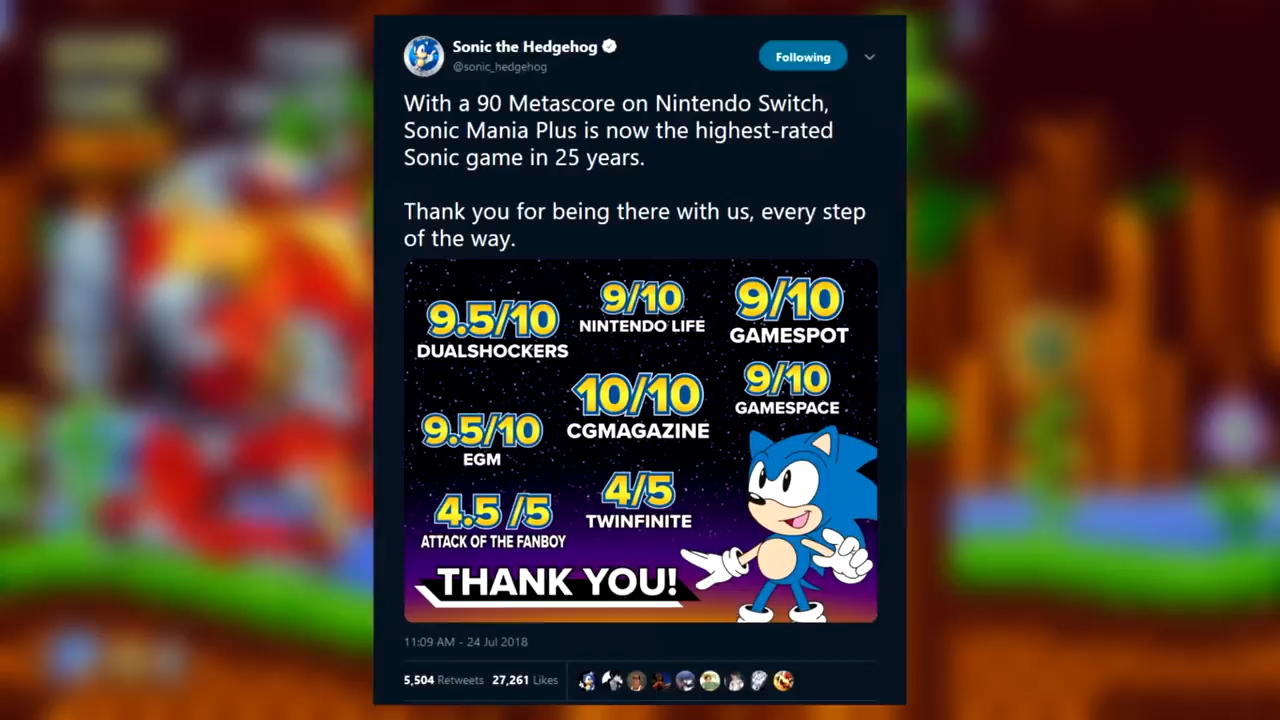 Sonic the Hedgehog
@sonic_hedgehog
Following
With a 90 Metascore on Nintendo Switch,
Sonic Mania Plus is now the highest-rated
Sonic game in 25 years.
Thank you for being there with us, every step
of the way.
9.5/10
DUALSHOCKERS
9/10
NINTENDO LIFE
9/10
GAMESPOT
9.5/10
EGM
10/10
CGMAGAZINE
9/10
GAMESPACE
4.5 /5
ATTACK OF THE FANBOY
4/5
TWINFINITE
THANK YOU!
11:09 AM - 24 Jul 2018
5,504 Retweets 27,261 Likes